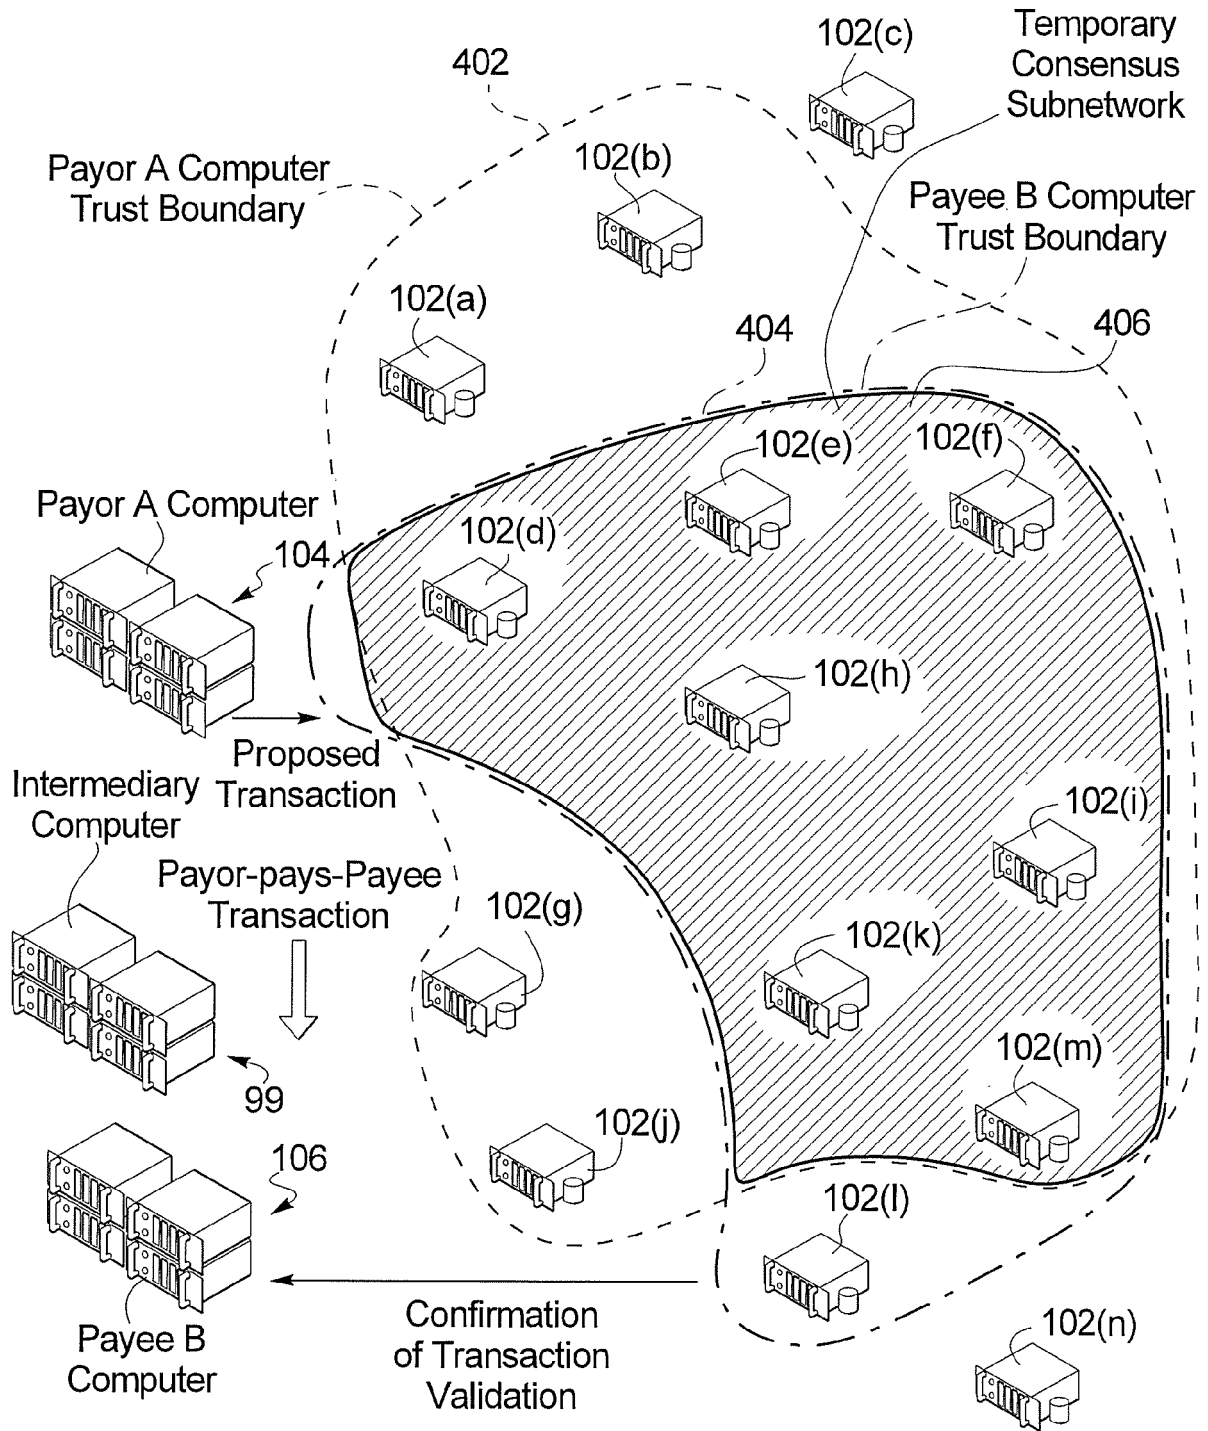 Temporary
Consensus
Subnetwork
102(c)
402
102(b)
Payor A Computer
Trust Boundary
Payee B Computer
Trust Boundary
102(a)
404
406
102(e)
102(f)
Payor A Computer
104
102(d)
102(h)
Proposed
Transaction
Intermediary
Computer
102(i)
Payor-pays-Payee
Transaction
102(g)
102(k)
99
102(m)
102(j)
106
102(l)
Confirmation
of Transaction
Validation
Payee B
Computer
102(n)